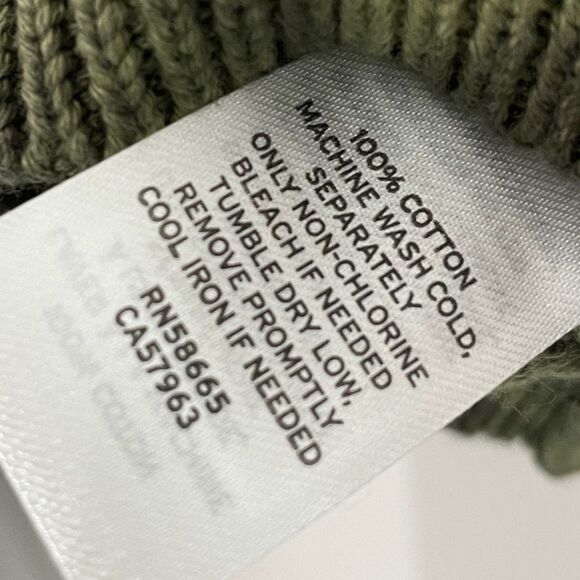 100% COTTON
MACHINE WASH COLD,
SEPARATELY
ONLY NON-CHLORINE
BLEACH IF NEEDED
TUMBLE DRY LOW,
REMOVE PROMPTLY
COOL IRON IF NEEDED
RN58665
CA57963